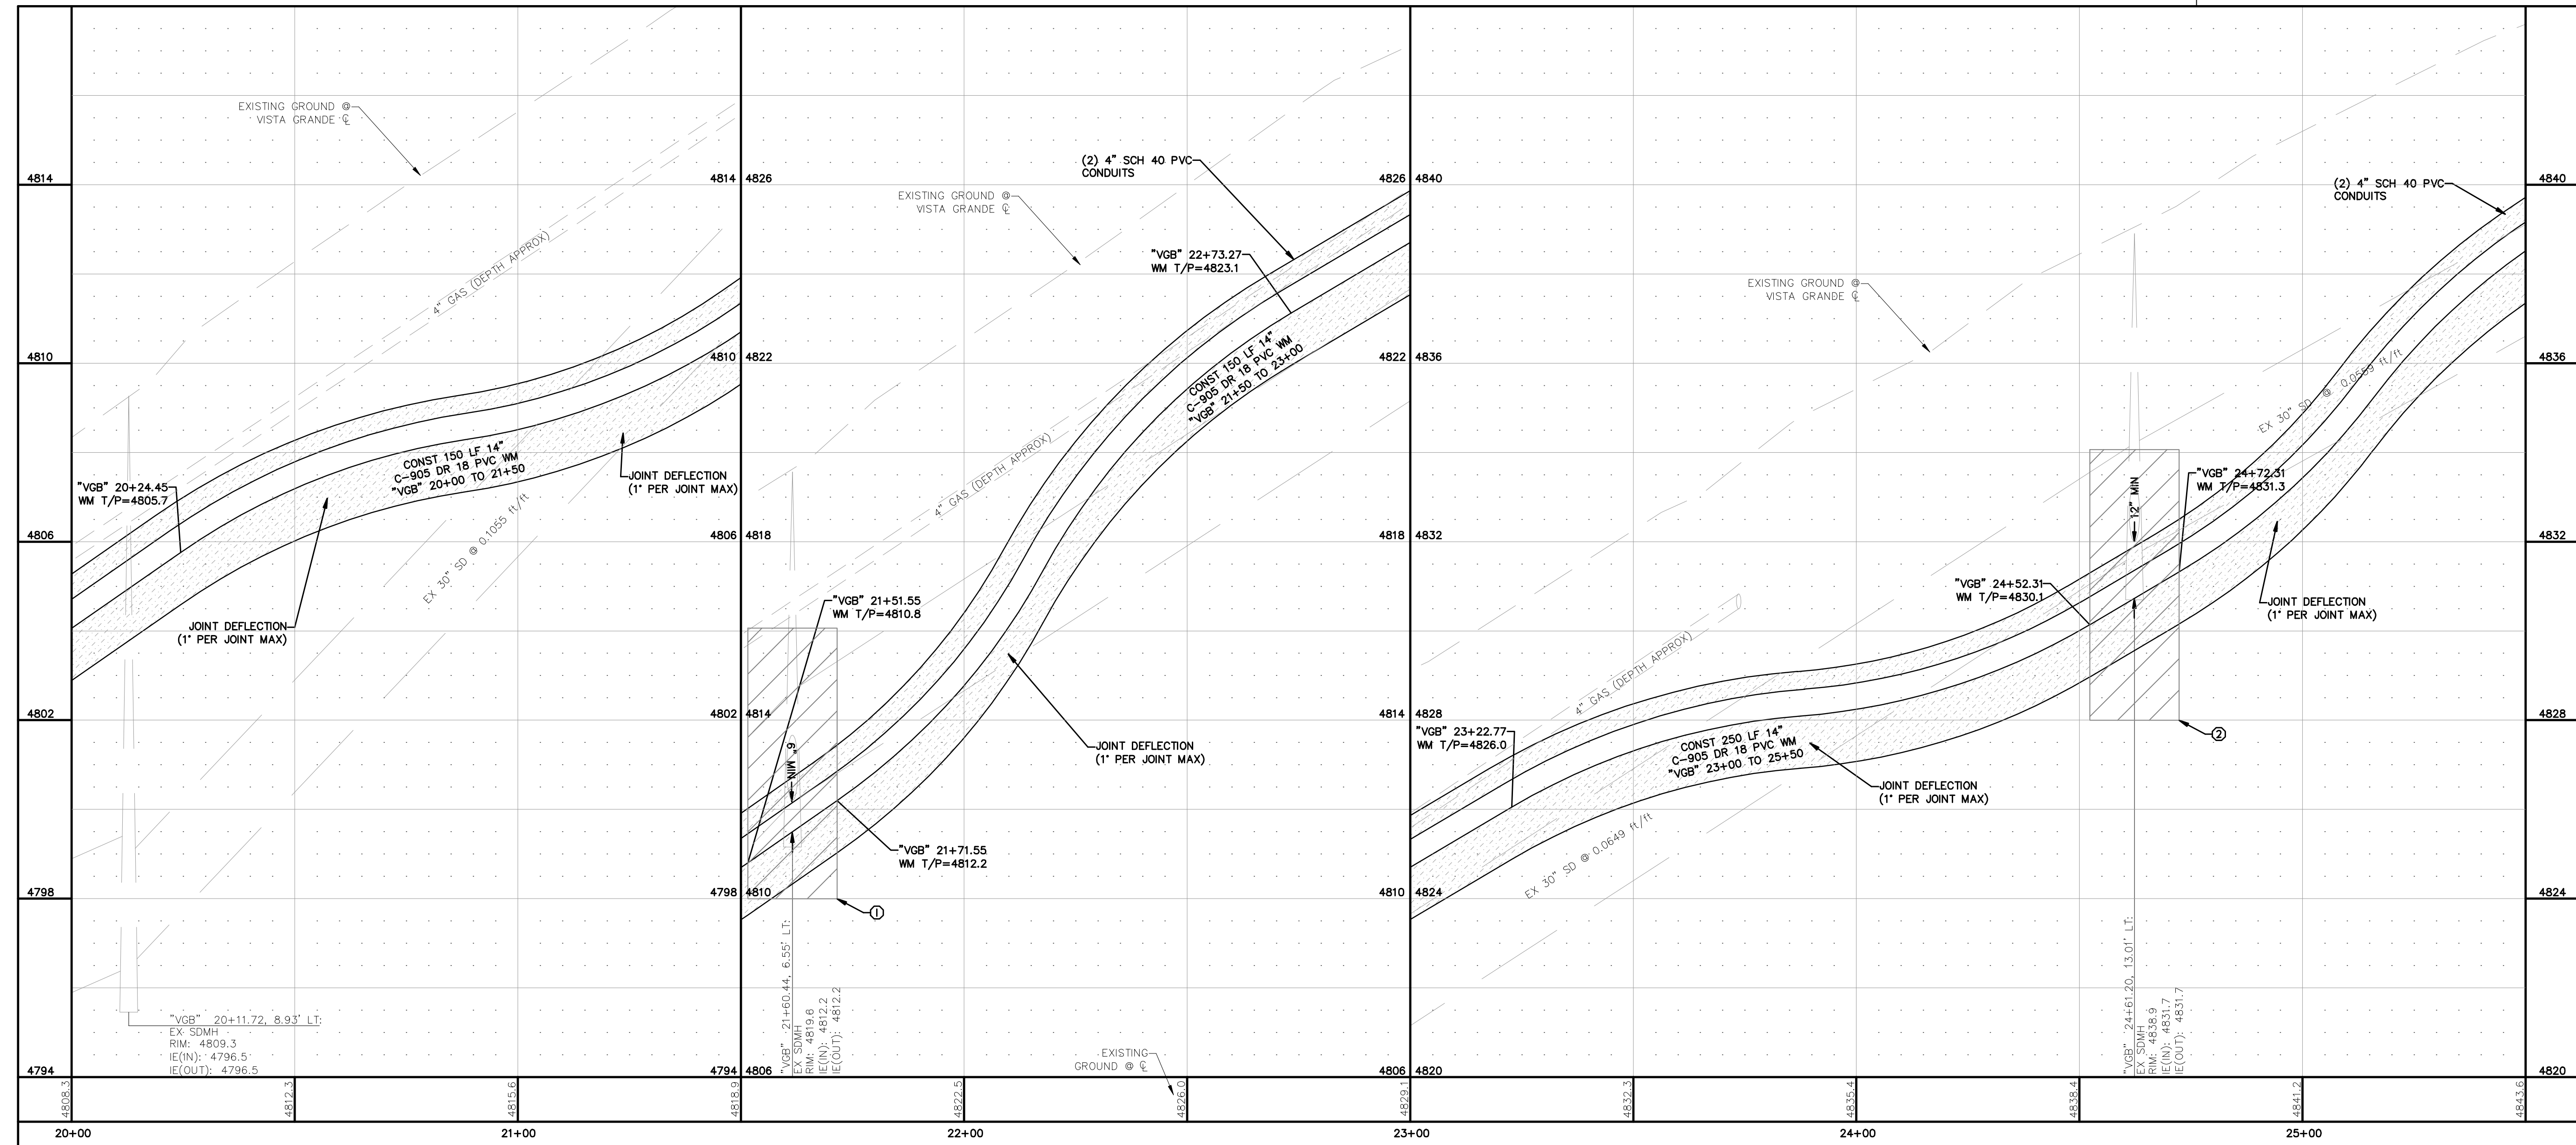 EXISTING GROUND @
VISTA GRANDE ℄
4" GAS (DEPTH APPROX)
"VGB" 20+24.45
WM T/P=4805.7
CONST 150 LF 14"
C-905 DR 18 PVC WM
"VGB" 20+00 TO 21+50
JOINT DEFLECTION
(1° PER JOINT MAX)
EX 30" SD @ 0.1055 ft/ft
JOINT DEFLECTION
(1° PER JOINT MAX)
"VGB" 20+11.72, 8.93' LT:
EX SDMH
RIM: 4809.3
IE(IN): 4796.5
IE(OUT): 4796.5
4814
4810
4806
4802
4798
4794
4814
4810
4806
4802
4798
4794
4826
4822
4818
4814
4810
4806
(2) 4" SCH 40 PVC
CONDUITS
EXISTING GROUND @
VISTA GRANDE ℄
"VGB" 22+73.27
WM T/P=4823.1
CONST 150 LF 14"
C-905 DR 18 PVC WM
"VGB" 21+50 TO 23+00
4" GAS (DEPTH APPROX)
"VGB" 21+51.55
WM T/P=4810.8
6" MIN
JOINT DEFLECTION
(1° PER JOINT MAX)
"VGB" 21+71.55
WM T/P=4812.2
1
"VGB" 21+60.44, 6.55' LT:
EX SDMH
RIM: 4819.6
IE(IN): 4812.2
IE(OUT): 4812.2
EXISTING
GROUND @ ℄
4826
4822
4818
4814
4810
4806
4840
4836
4832
4828
4824
4820
(2) 4" SCH 40 PVC
CONDUITS
EXISTING GROUND @
VISTA GRANDE ℄
EX 30" SD @ 0.0559 ft/ft
"VGB" 24+72.31
WM T/P=4831.3
12" MIN
"VGB" 24+52.31
WM T/P=4830.1
JOINT DEFLECTION
(1° PER JOINT MAX)
4" GAS (DEPTH APPROX)
"VGB" 23+22.77
WM T/P=4826.0
CONST 250 LF 14"
C-905 DR 18 PVC WM
"VGB" 23+00 TO 25+50
2
JOINT DEFLECTION
(1° PER JOINT MAX)
EX 30" SD @ 0.0649 ft/ft
"VGB" 24+61.20, 13.01' LT:
EX SDMH
RIM: 4838.9
IE(IN): 4831.7
IE(OUT): 4831.7
4840
4836
4832
4828
4824
4820
4808.3
4812.3
4815.6
4818.9
4822.5
4826.0
4829.1
4832.3
4835.4
4838.4
4841.2
4843.6
20+00
21+00
22+00
23+00
24+00
25+00